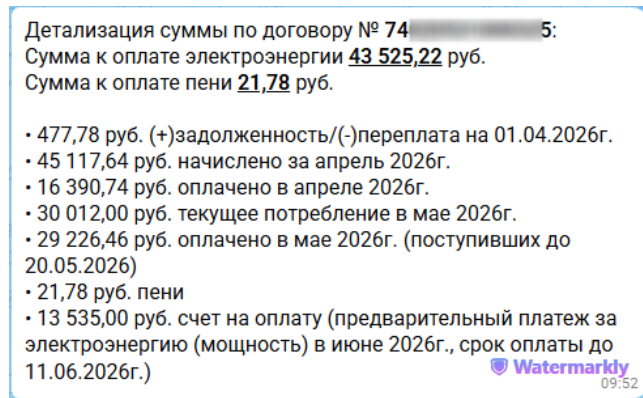 Детализация суммы по договору № 74 5:
Сумма к оплате электроэнергии 43 525,22 руб.
Сумма к оплате пени 21,78 руб.
• 477,78 руб. (+)задолженность/(-)переплата на 01.04.2026г.
• 45 117,64 руб. начислено за апрель 2026г.
• 16 390,74 руб. оплачено в апреле 2026г.
• 30 012,00 руб. текущее потребление в мае 2026г.
• 29 226,46 руб. оплачено в мае 2026г. (поступивших до
20.05.2026)
• 21,78 руб. пени
• 13 535,00 руб. счет на оплату (предварительный платеж за
электроэнергию (мощность) в июне 2026г., срок оплаты до
11.06.2026г.)
Watermarkly
09:52